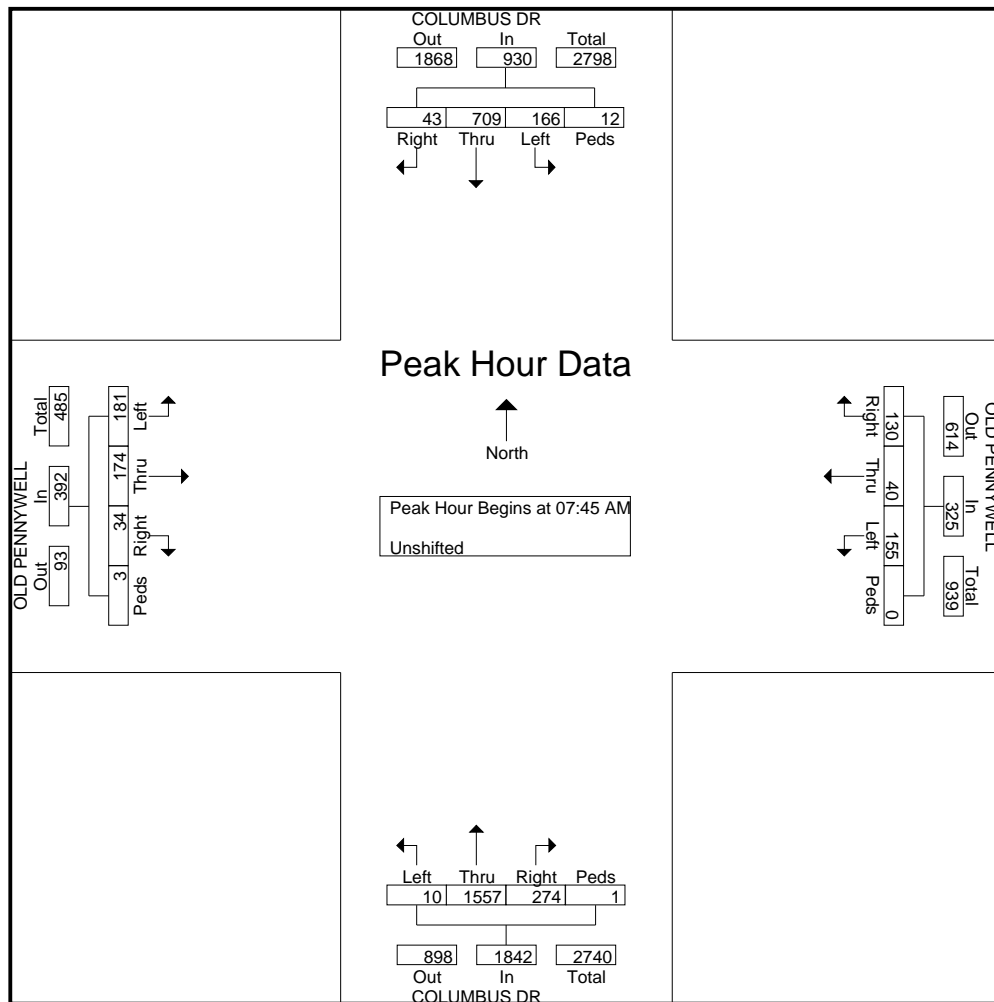 COLUMBUS DR
Out In Total
1868 930 2798
43 709 166 12
Right Thru Left Peds
Peak Hour Data
North
Peak Hour Begins at 07:45 AM
Unshifted
OLD PENNYWELL
Total In Out
485 392 93
181 174 34 3
Left Thru Right Peds
OLD PENNYWELL
Out In Total
614 325 939
130 40 155 0
Right Thru Left Peds
Left Thru Right Peds
10 1557 274 1
898 1842 2740
Out In Total
COLUMBUS DR